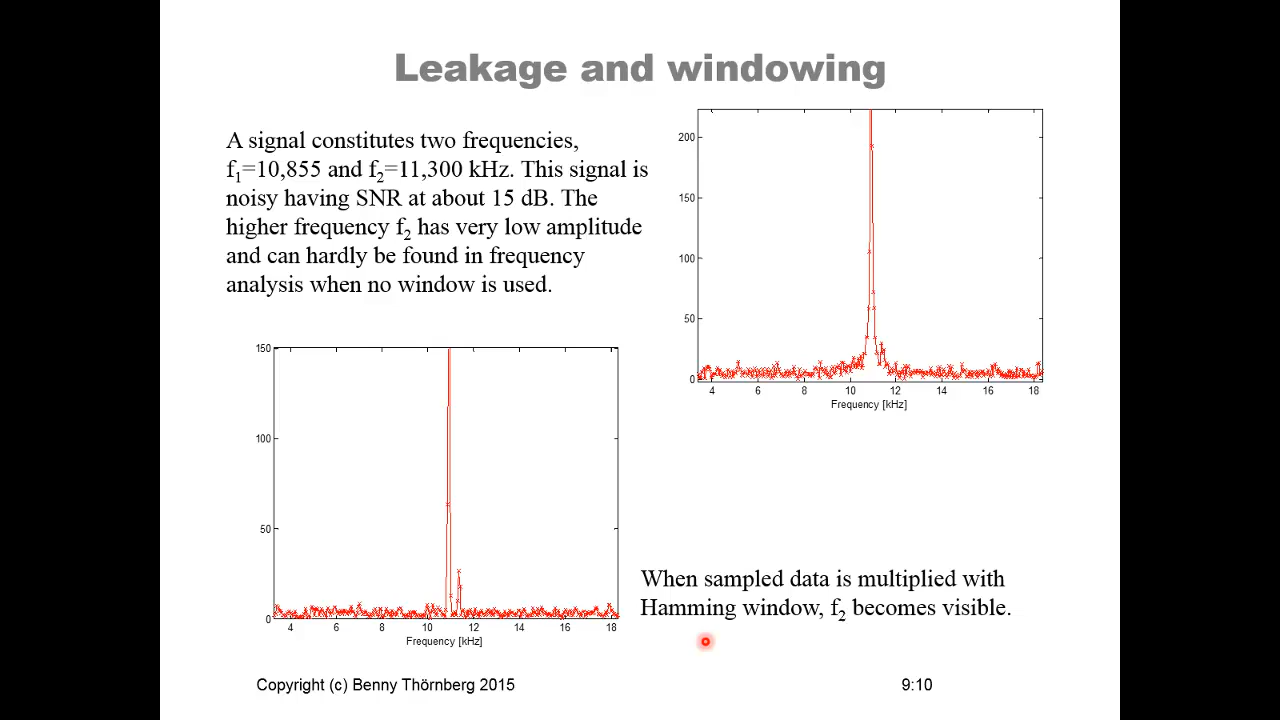 Leakage and windowing
A signal constitutes two frequencies,
f₁=10,855 and f₂=11,300 kHz. This signal is
noisy having SNR at about 15 dB. The
higher frequency f₂ has very low amplitude
and can hardly be found in frequency
analysis when no window is used.
200
150
100
50
0
4 6 8 10 12 14 16 18
Frequency [kHz]
150
100
50
0
4 6 8 10 12 14 16 18
Frequency [kHz]
When sampled data is multiplied with
Hamming window, f₂ becomes visible.
Copyright (c) Benny Thörnberg 2015
9:10